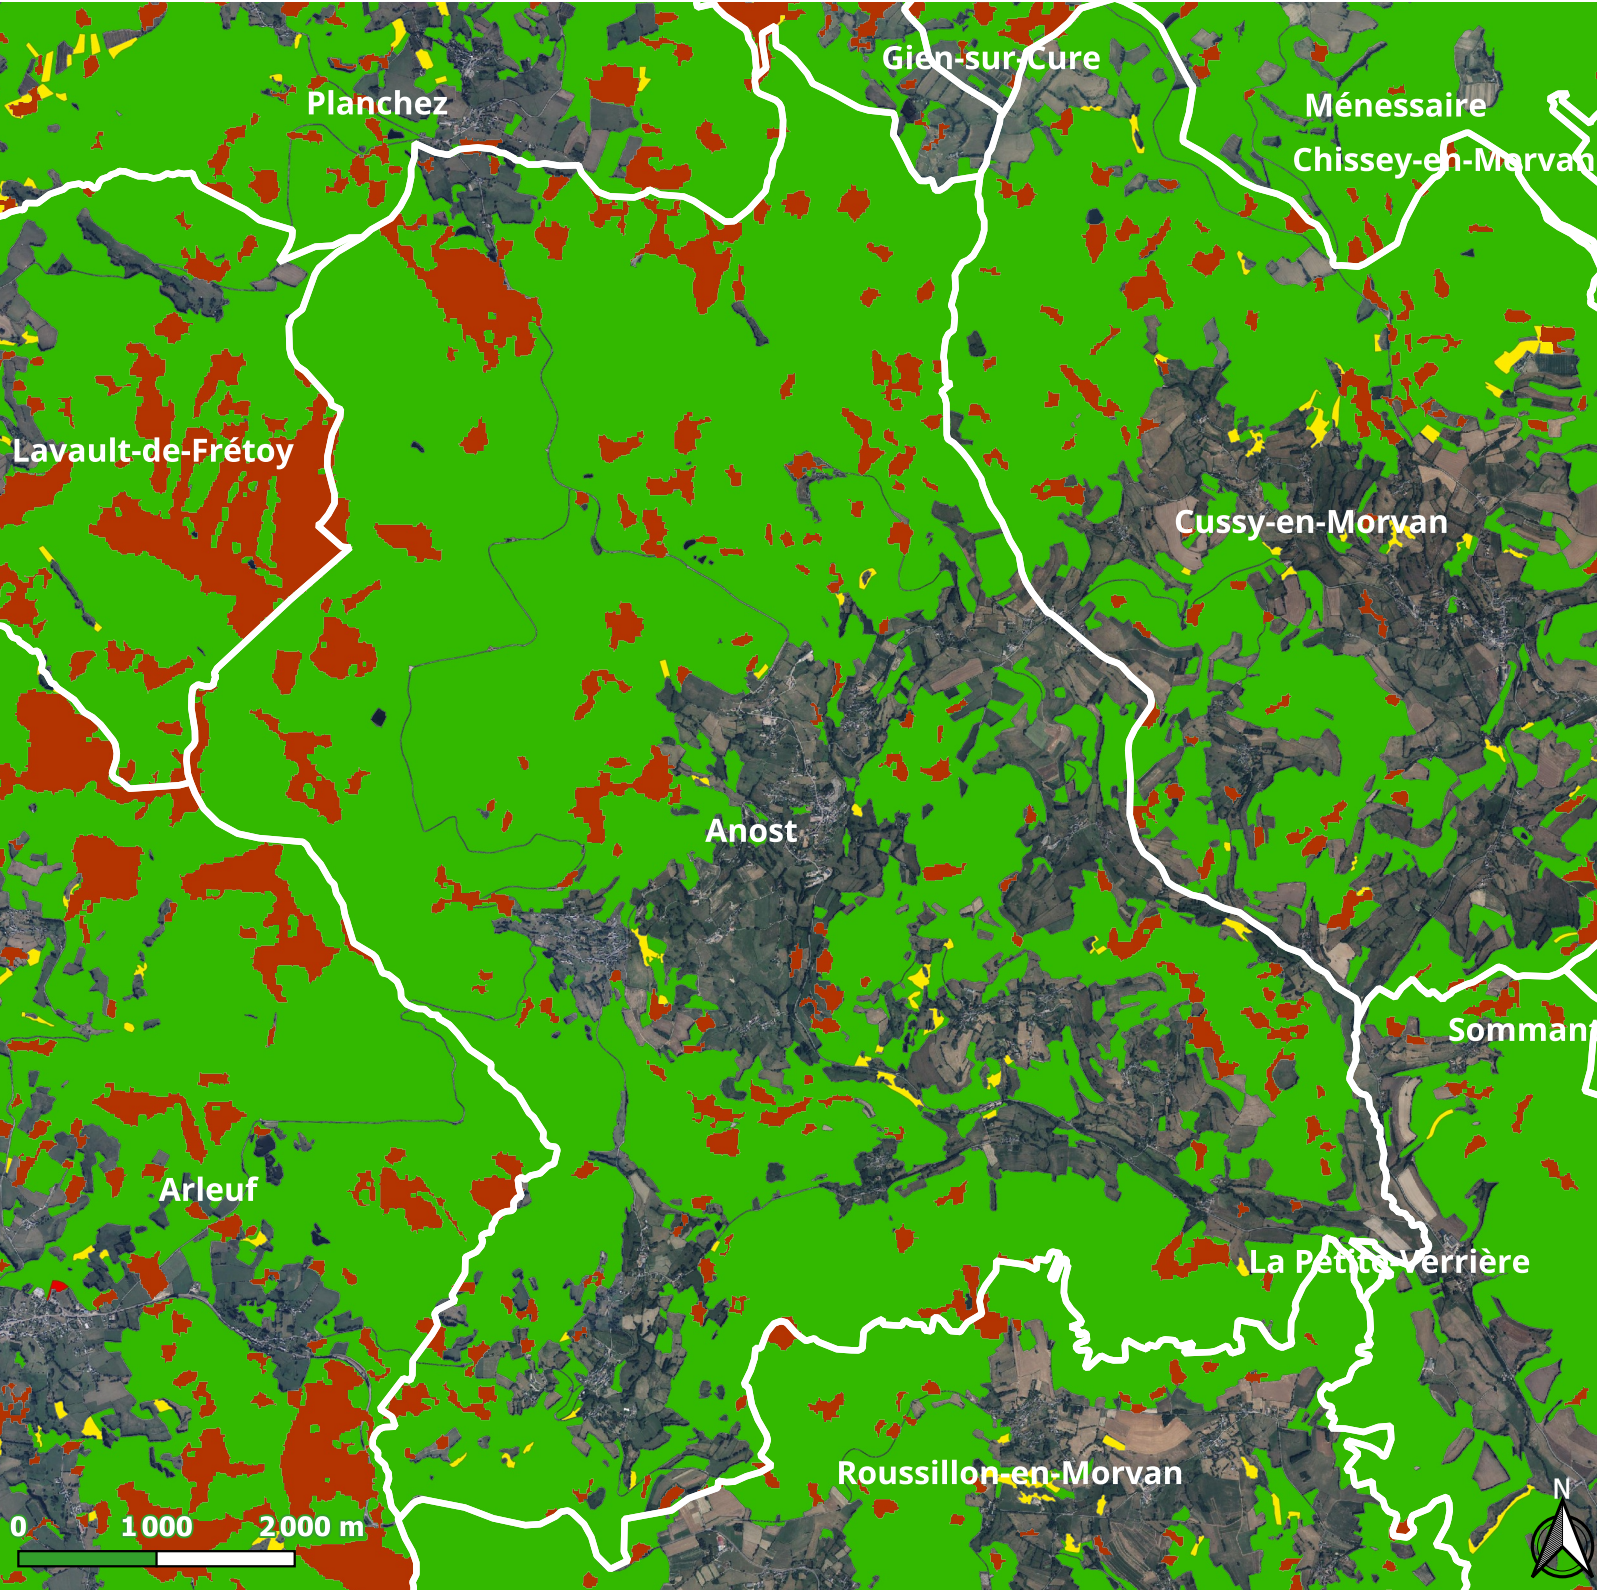 Gien-sur-Cure
Planchez
Ménessaire
Chissey-en-Morvan
Lavault-de-Frétoy
Cussy-en-Morvan
Anost
Sommant
Arleuf
La Petite-Verrière
Roussillon-en-Morvan
N
0 1 000 2 000 m